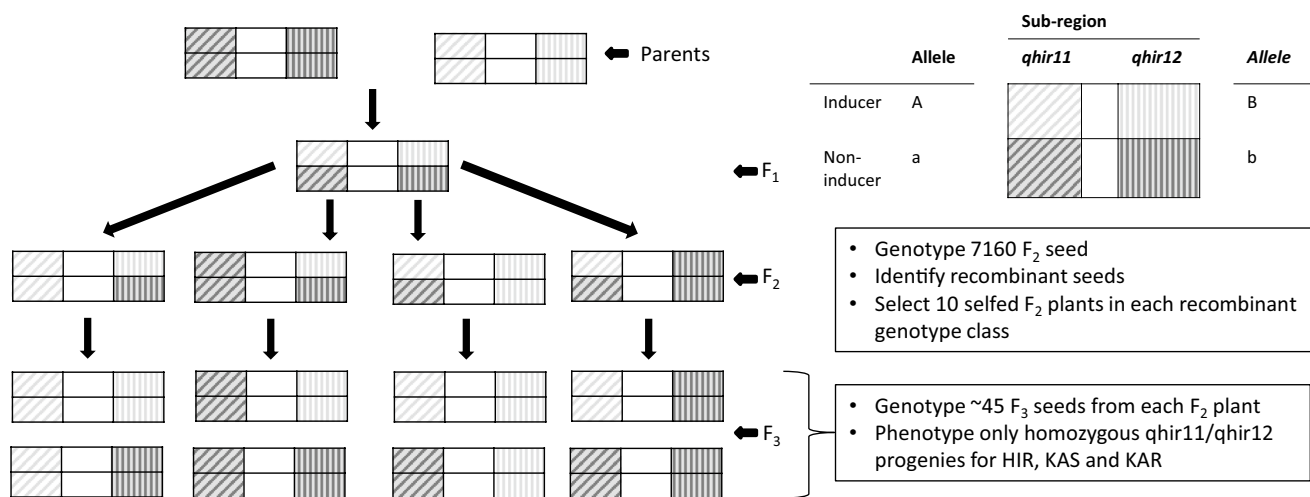 Parents
F1
F2
F3
Sub-region
Allele qhir11 qhir12 Allele
Inducer A B
Non-
inducer a b
• Genotype 7160 F2 seed
• Identify recombinant seeds
• Select 10 selfed F2 plants in each recombinant
genotype class
• Genotype ~45 F3 seeds from each F2 plant
• Phenotype only homozygous qhir11/qhir12
progenies for HIR, KAS and KAR